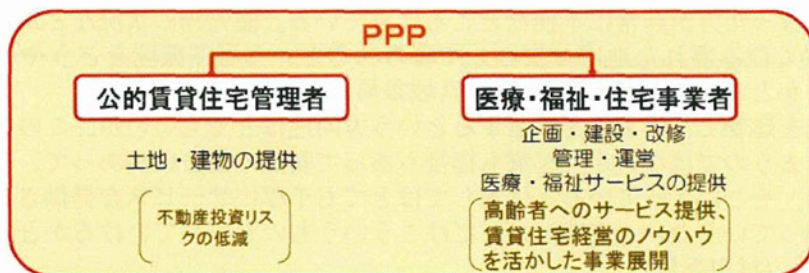 PPP
公的賃貸住宅管理者
土地・建物の提供
不動産投資リス
クの低減
医療・福祉・住宅事業者
企画・建設・改修
管理・運営
医療・福祉サービスの提供
高齢者へのサービス提供、
賃貸住宅経営のノウハウ
を活かした事業展開